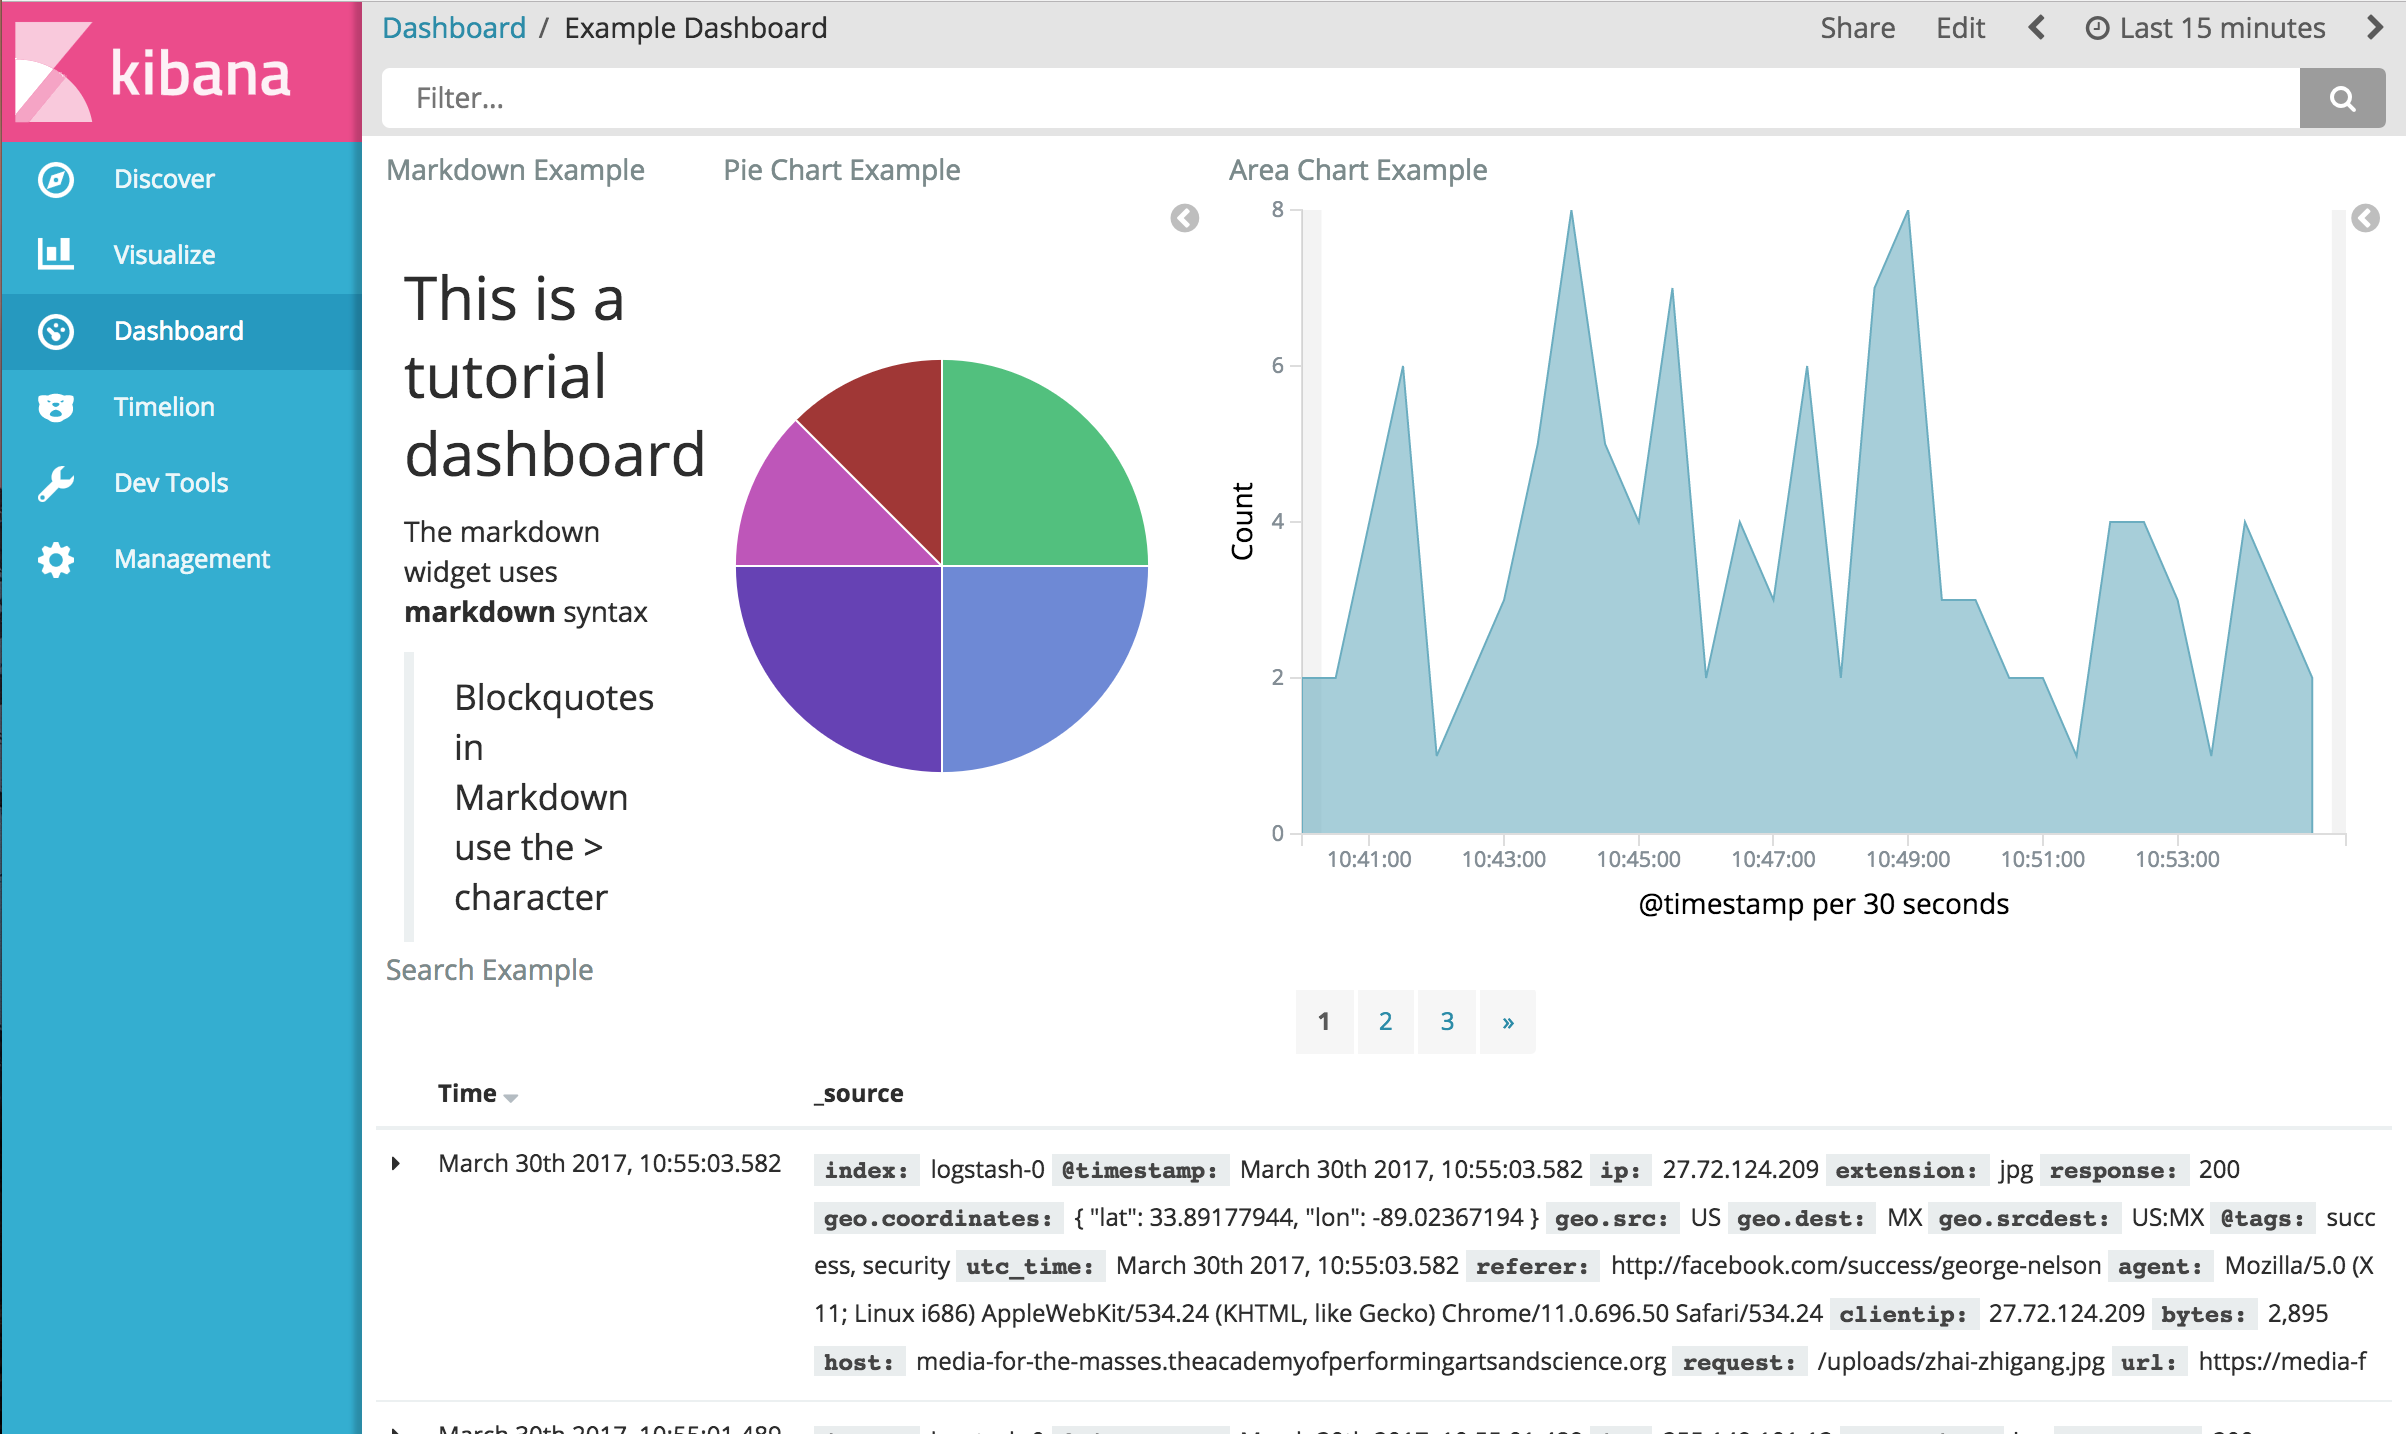 kibana
Discover
Visualize
Dashboard
Timelion
Dev Tools
Management
Dashboard / Example Dashboard
Share Edit Last 15 minutes
Filter...
Markdown Example
This is a
tutorial
dashboard
The markdown
widget uses
markdown syntax
Blockquotes
in
Markdown
use the >
character
Pie Chart Example
Area Chart Example
8
6
4
2
0
Count
10:41:00 10:43:00 10:45:00 10:47:00 10:49:00 10:51:00 10:53:00
@timestamp per 30 seconds
Search Example
1 2 3 »
Time _source
March 30th 2017, 10:55:03.582
index: logstash-0 @timestamp: March 30th 2017, 10:55:03.582 ip: 27.72.124.209 extension: jpg response: 200
geo.coordinates: { "lat": 33.89177944, "lon": -89.02367194 } geo.src: US geo.dest: MX geo.srcdest: US:MX @tags: succ
ess, security utc_time: March 30th 2017, 10:55:03.582 referer: http://facebook.com/success/george-nelson agent: Mozilla/5.0 (X
11; Linux i686) AppleWebKit/534.24 (KHTML, like Gecko) Chrome/11.0.696.50 Safari/534.24 clientip: 27.72.124.209 bytes: 2,895
host: media-for-the-masses.theacademyofperformingartsandscience.org request: /uploads/zhai-zhigang.jpg url: https://media-f
March 30th 2017, 10:55:01.489